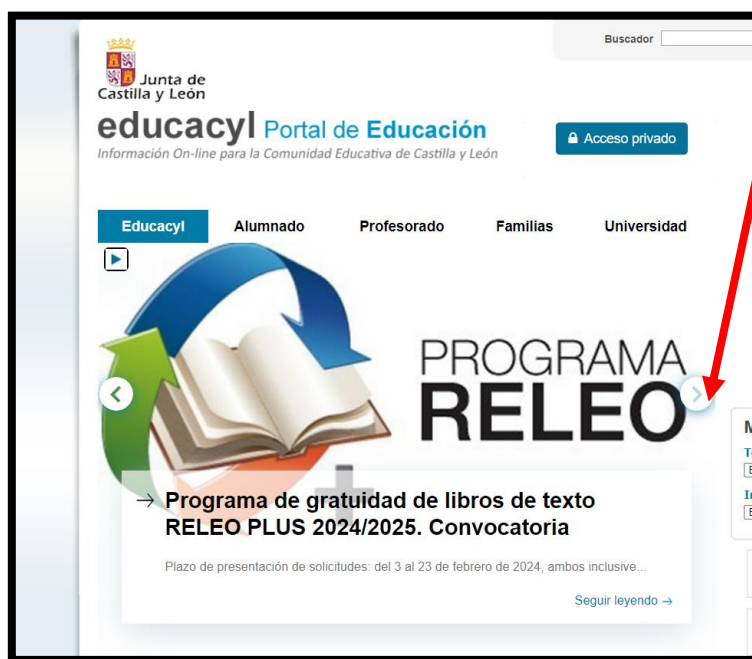 Buscador
Junta de
Castilla y León
educacyl Portal de Educación
Información On-line para la Comunidad Educativa de Castilla y León
Acceso privado
Educacyl Alumnado Profesorado Familias Universidad
PROGRAMA
RELEO
+
→ Programa de gratuidad de libros de texto
RELEO PLUS 2024/2025. Convocatoria
Plazo de presentación de solicitudes: del 3 al 23 de febrero de 2024, ambos inclusive...
Seguir leyendo →